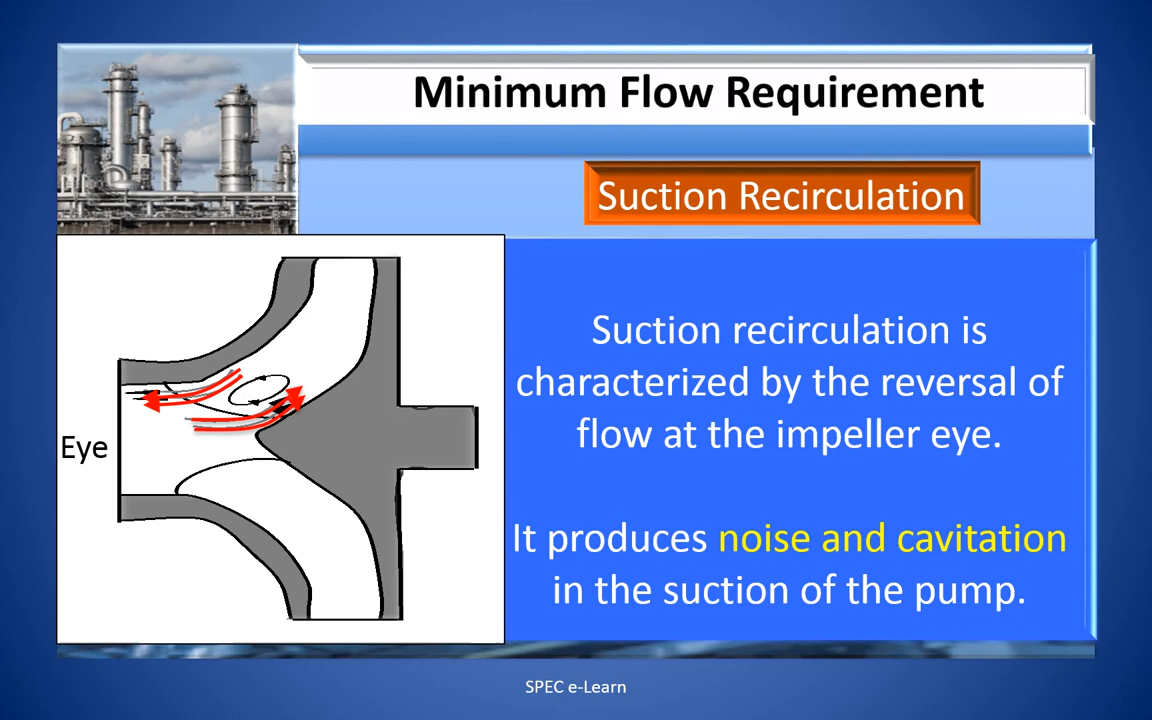 Minimum Flow Requirement
Suction Recirculation
Eye
Suction recirculation is
characterized by the reversal of
flow at the impeller eye.
It produces noise and cavitation
in the suction of the pump.
SPEC e-Learn